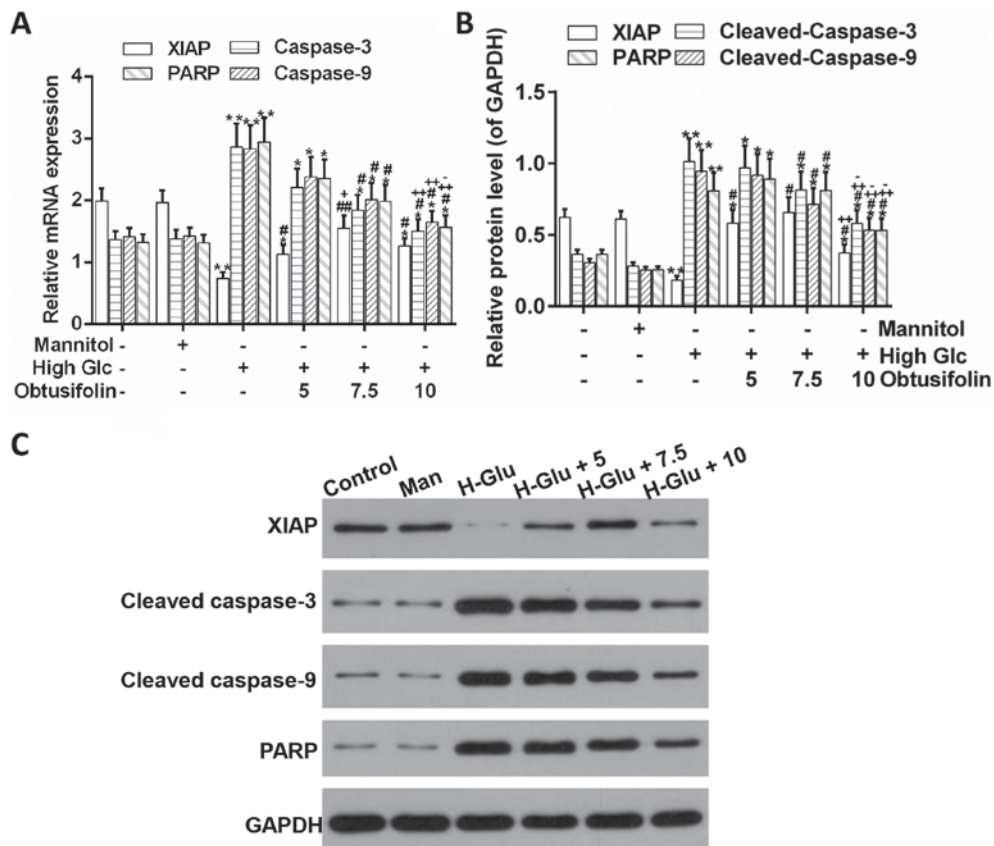 A
XIAP Caspase-3
PARP Caspase-9
Relative mRNA expression
4
3
2
1
0
** ** **
**
* * *
#
*
+
##
# # #
* * *
Mannitol - + - - - -
High Glc - - + + + +
Obtusifolin - - - 5 7.5 10
B
XIAP Cleaved-Caspase-3
PARP Cleaved-Caspase-9
Relative protein level (of GAPDH)
1.5
1.0
0.5
0.0
** ** **
**
* * *
#
*
#
# # #
* * *
- + - - - - Mannitol
- - + + + + High Glc
- - - 5 7.5 10 Obtusifolin
C
Control Man H-Glu H-Glu + 5 H-Glu + 7.5 H-Glu + 10
XIAP
Cleaved caspase-3
Cleaved caspase-9
PARP
GAPDH